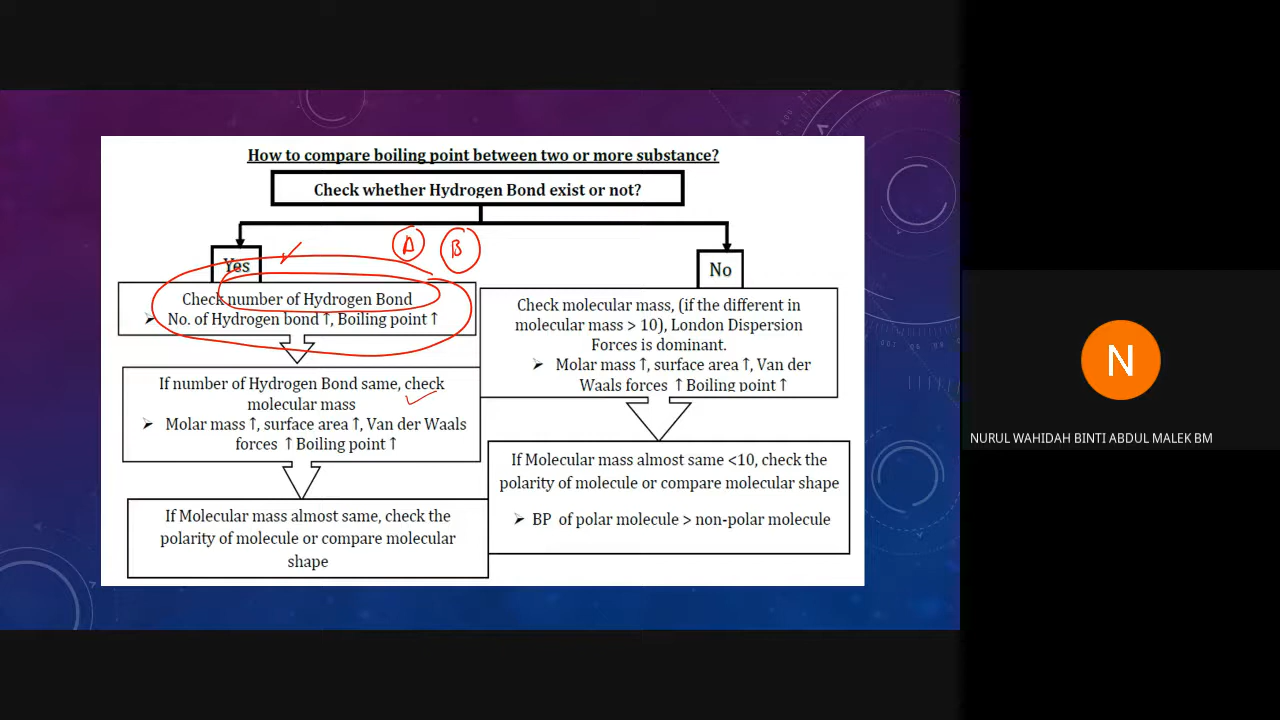 How to compare boiling point between two or more substance?
Check whether Hydrogen Bond exist or not?
A B
Yes
Check number of Hydrogen Bond
➢ No. of Hydrogen bond ↑, Boiling point ↑
If number of Hydrogen Bond same, check
molecular mass
➢ Molar mass ↑, surface area ↑, Van der Waals
forces ↑ Boiling point ↑
If Molecular mass almost same, check the
polarity of molecule or compare molecular
shape
No
Check molecular mass, (if the different in
molecular mass > 10), London Dispersion
Forces is dominant.
➢ Molar mass ↑, surface area ↑, Van der
Waals forces ↑ Boiling point ↑
If Molecular mass almost same <10, check the
polarity of molecule or compare molecular shape
➢ BP of polar molecule > non-polar molecule
N
NURUL WAHIDAH BINTI ABDUL MALEK BM